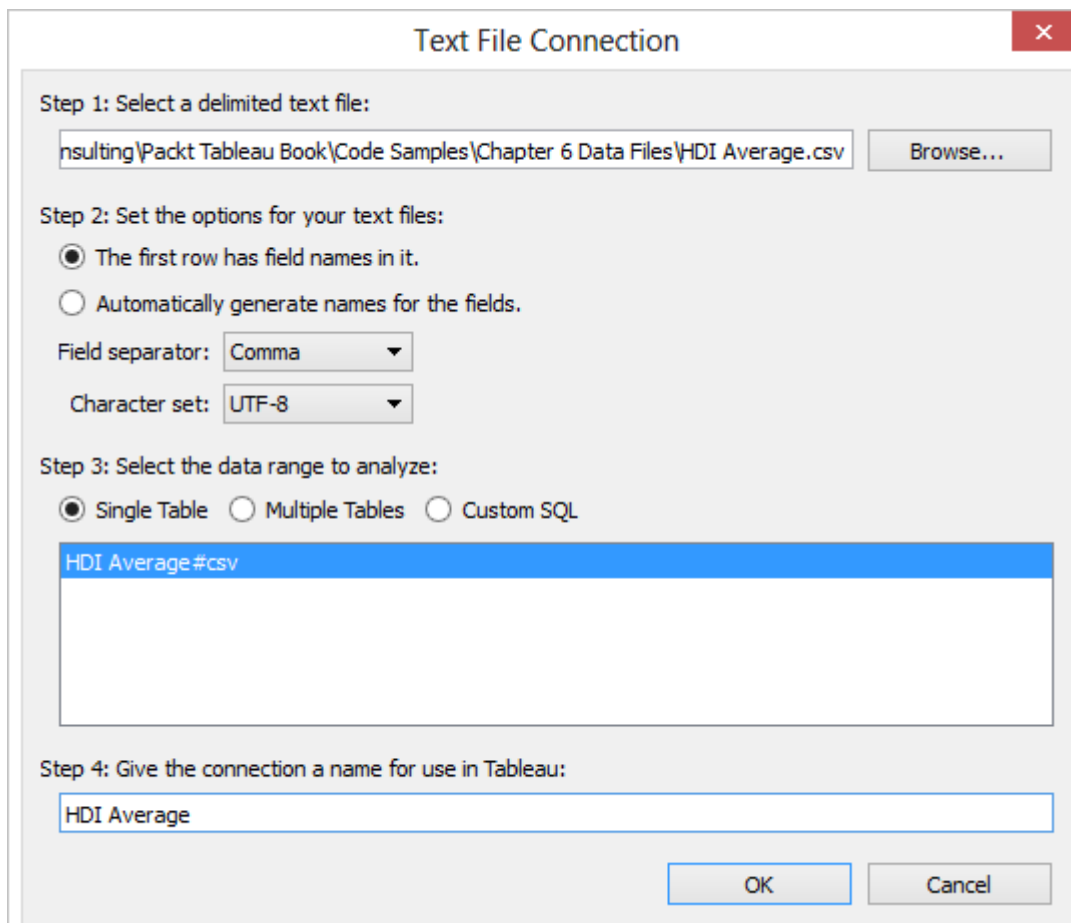 Text File Connection
Step 1: Select a delimited text file:
nsulting\Packt Tableau Book\Code Samples\Chapter 6 Data Files\HDI Average.csv Browse...
Step 2: Set the options for your text files:
The first row has field names in it.
Automatically generate names for the fields.
Field separator: Comma
Character set: UTF-8
Step 3: Select the data range to analyze:
Single Table Multiple Tables Custom SQL
HDI Average#csv
Step 4: Give the connection a name for use in Tableau:
HDI Average
OK Cancel